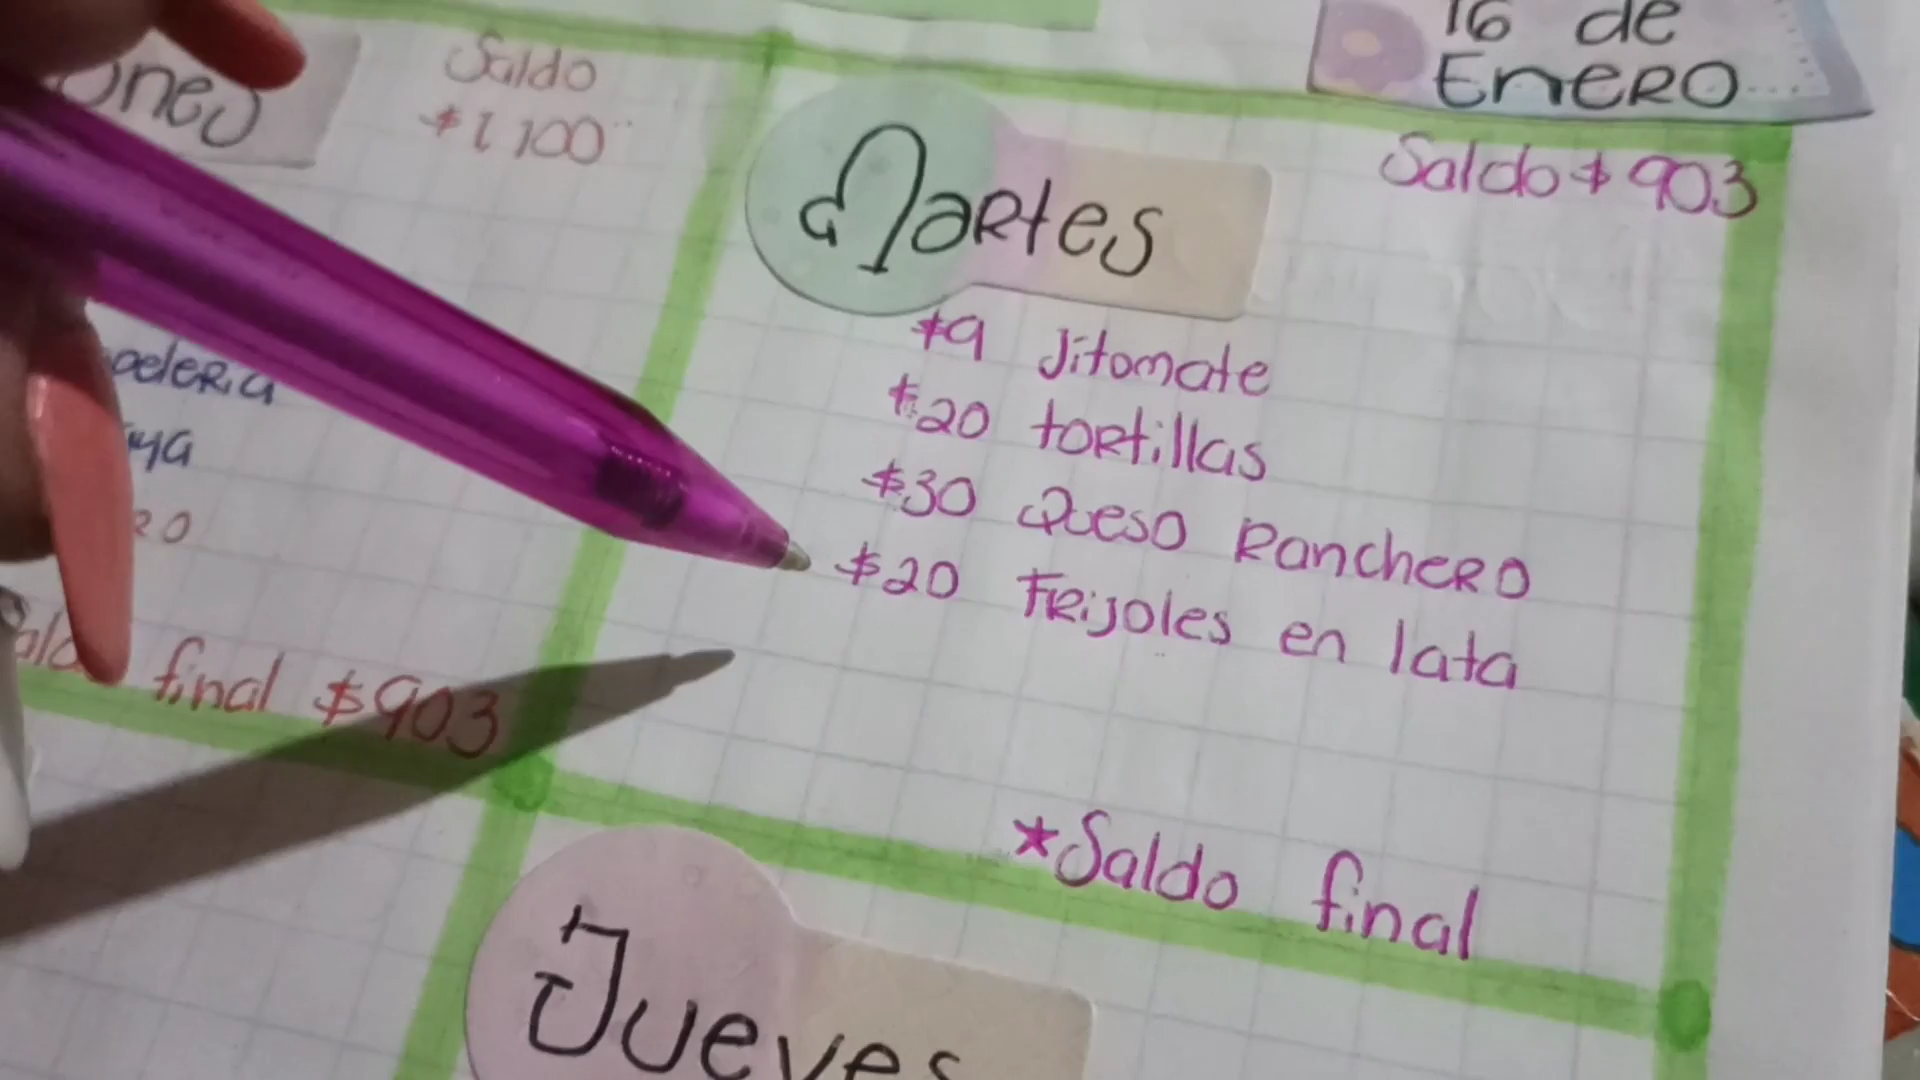 Saldo
$1100
final $903
16 de
Enero
Martes
Saldo $903
$9 Jitomate
$20 tortillas
$30 Queso Ranchero
$20 Frijoles en lata
*Saldo final
Jueves